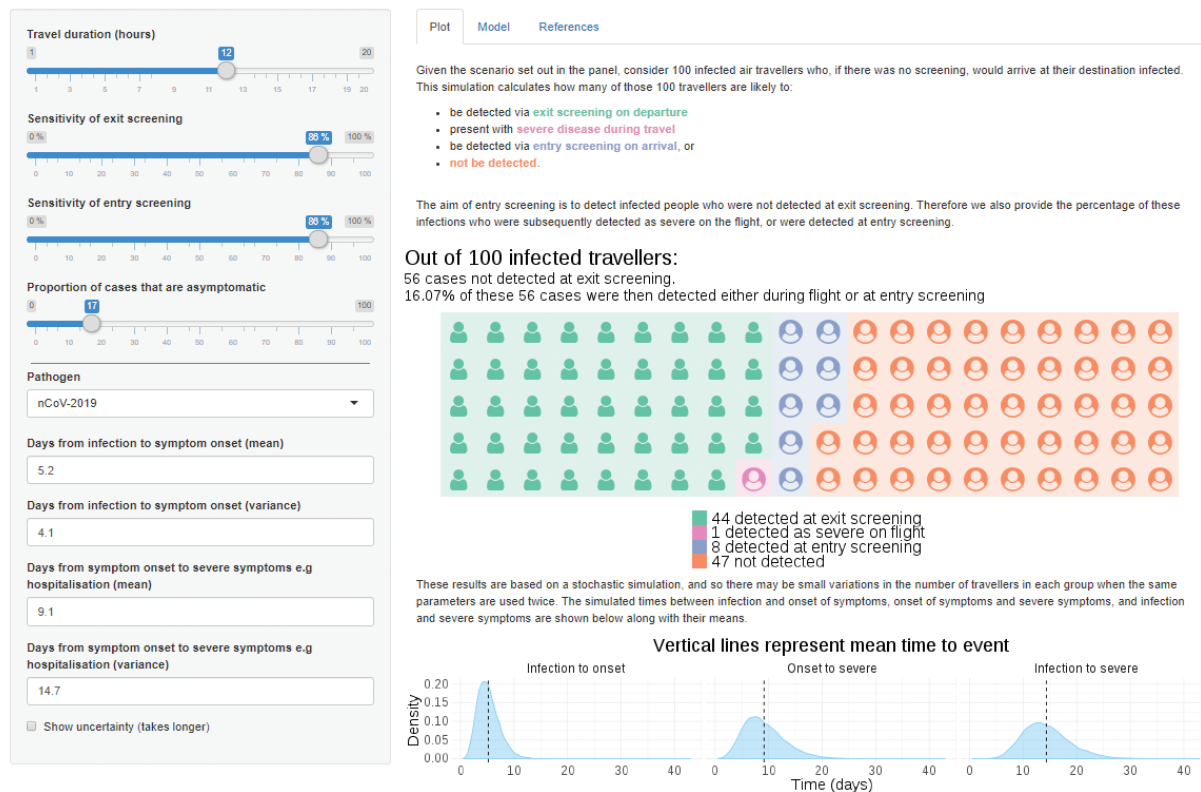 Travel duration (hours)
1 12 20
1 3 5 7 9 11 13 15 17 19 20
Sensitivity of exit screening
0 % 86 % 100 %
0 10 20 30 40 50 60 70 80 90 100
Sensitivity of entry screening
0 % 86 % 100 %
0 10 20 30 40 50 60 70 80 90 100
Proportion of cases that are asymptomatic
0 17 100
0 10 20 30 40 50 60 70 80 90 100
Pathogen
nCoV-2019
Days from infection to symptom onset (mean)
5.2
Days from infection to symptom onset (variance)
4.1
Days from symptom onset to severe symptoms e.g
hospitalisation (mean)
9.1
Days from symptom onset to severe symptoms e.g
hospitalisation (variance)
14.7
Show uncertainty (takes longer)
Plot Model References
Given the scenario set out in the panel, consider 100 infected air travellers who, if there was no screening, would arrive at their destination infected.
This simulation calculates how many of those 100 travellers are likely to:
• be detected via exit screening on departure
• present with severe disease during travel
• be detected via entry screening on arrival, or
• not be detected.
The aim of entry screening is to detect infected people who were not detected at exit screening. Therefore we also provide the percentage of these
infections who were subsequently detected as severe on the flight, or were detected at entry screening.
Out of 100 infected travellers:
56 cases not detected at exit screening.
16.07% of these 56 cases were then detected either during flight or at entry screening
44 detected at exit screening
1 detected as severe on flight
8 detected at entry screening
47 not detected
These results are based on a stochastic simulation, and so there may be small variations in the number of travellers in each group when the same
parameters are used twice. The simulated times between infection and onset of symptoms, onset of symptoms and severe symptoms, and infection
and severe symptoms are shown below along with their means.
Vertical lines represent mean time to event
Infection to onset Onset to severe Infection to severe
Density
0.20
0.15
0.10
0.05
0.00
0 10 20 30 40 0 10 20 30 40 0 10 20 30 40
Time (days)